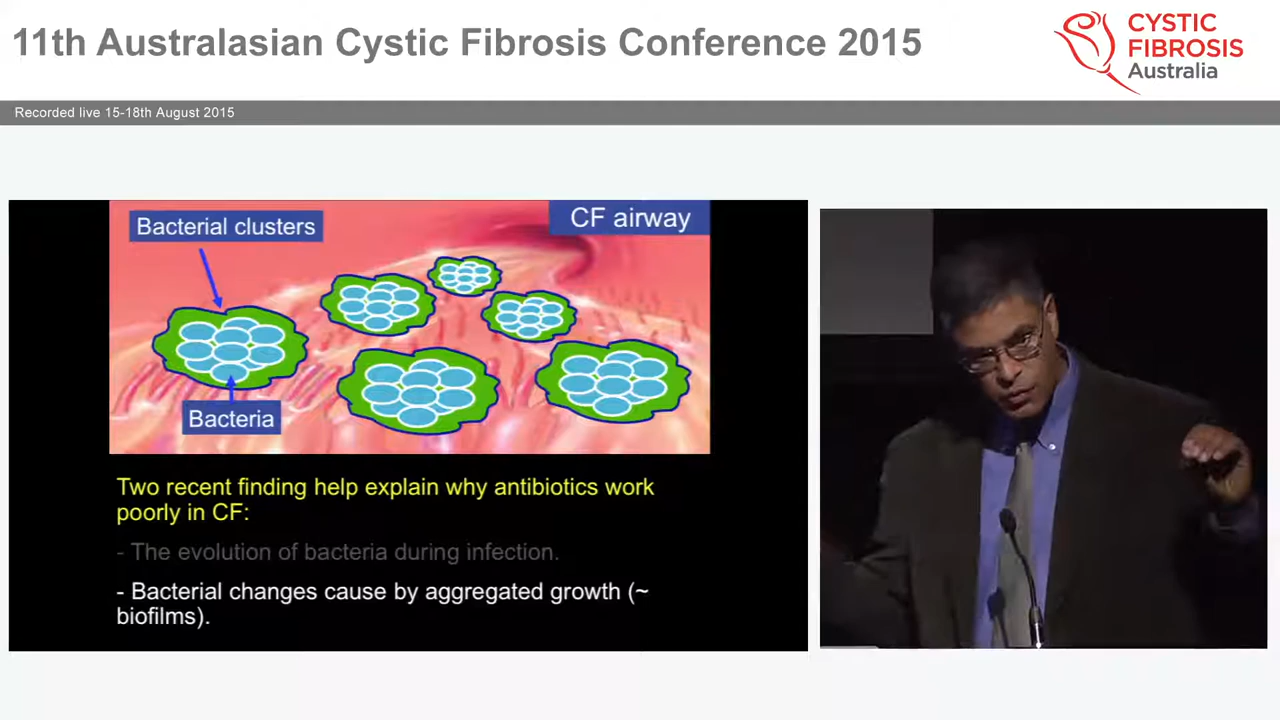 11th Australasian Cystic Fibrosis Conference 2015
CYSTIC
FIBROSIS
Australia
Recorded live 15-18th August 2015
Bacterial clusters
CF airway
Bacteria
Two recent finding help explain why antibiotics work
poorly in CF:
- The evolution of bacteria during infection.
- Bacterial changes cause by aggregated growth (~
biofilms).